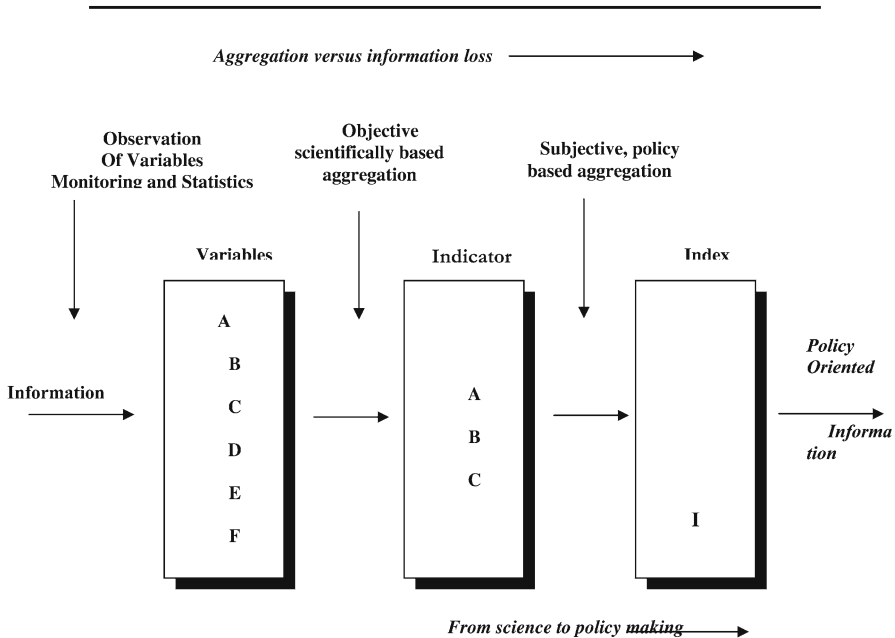 Aggregation versus information loss
Observation
Of Variables
Monitoring and Statistics
Objective
scientifically based
aggregation
Subjective, policy
based aggregation
Variables
Indicator
Index
A
B
C
D
E
F
A
B
C
I
Information
Policy
Oriented
Informa
tion
From science to policy making